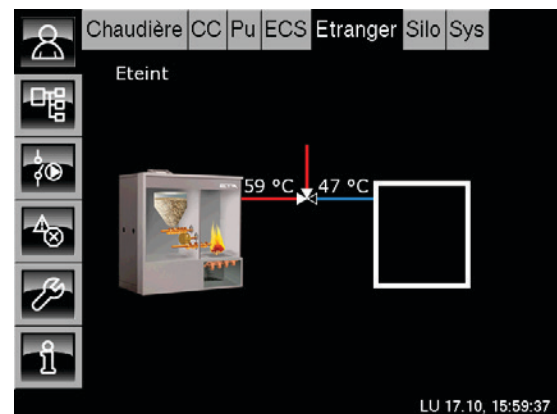 Chaudière CC Pu ECS Etranger Silo Sys
Eteint
59 °C 47 °C
LU 17.10, 15:59:37